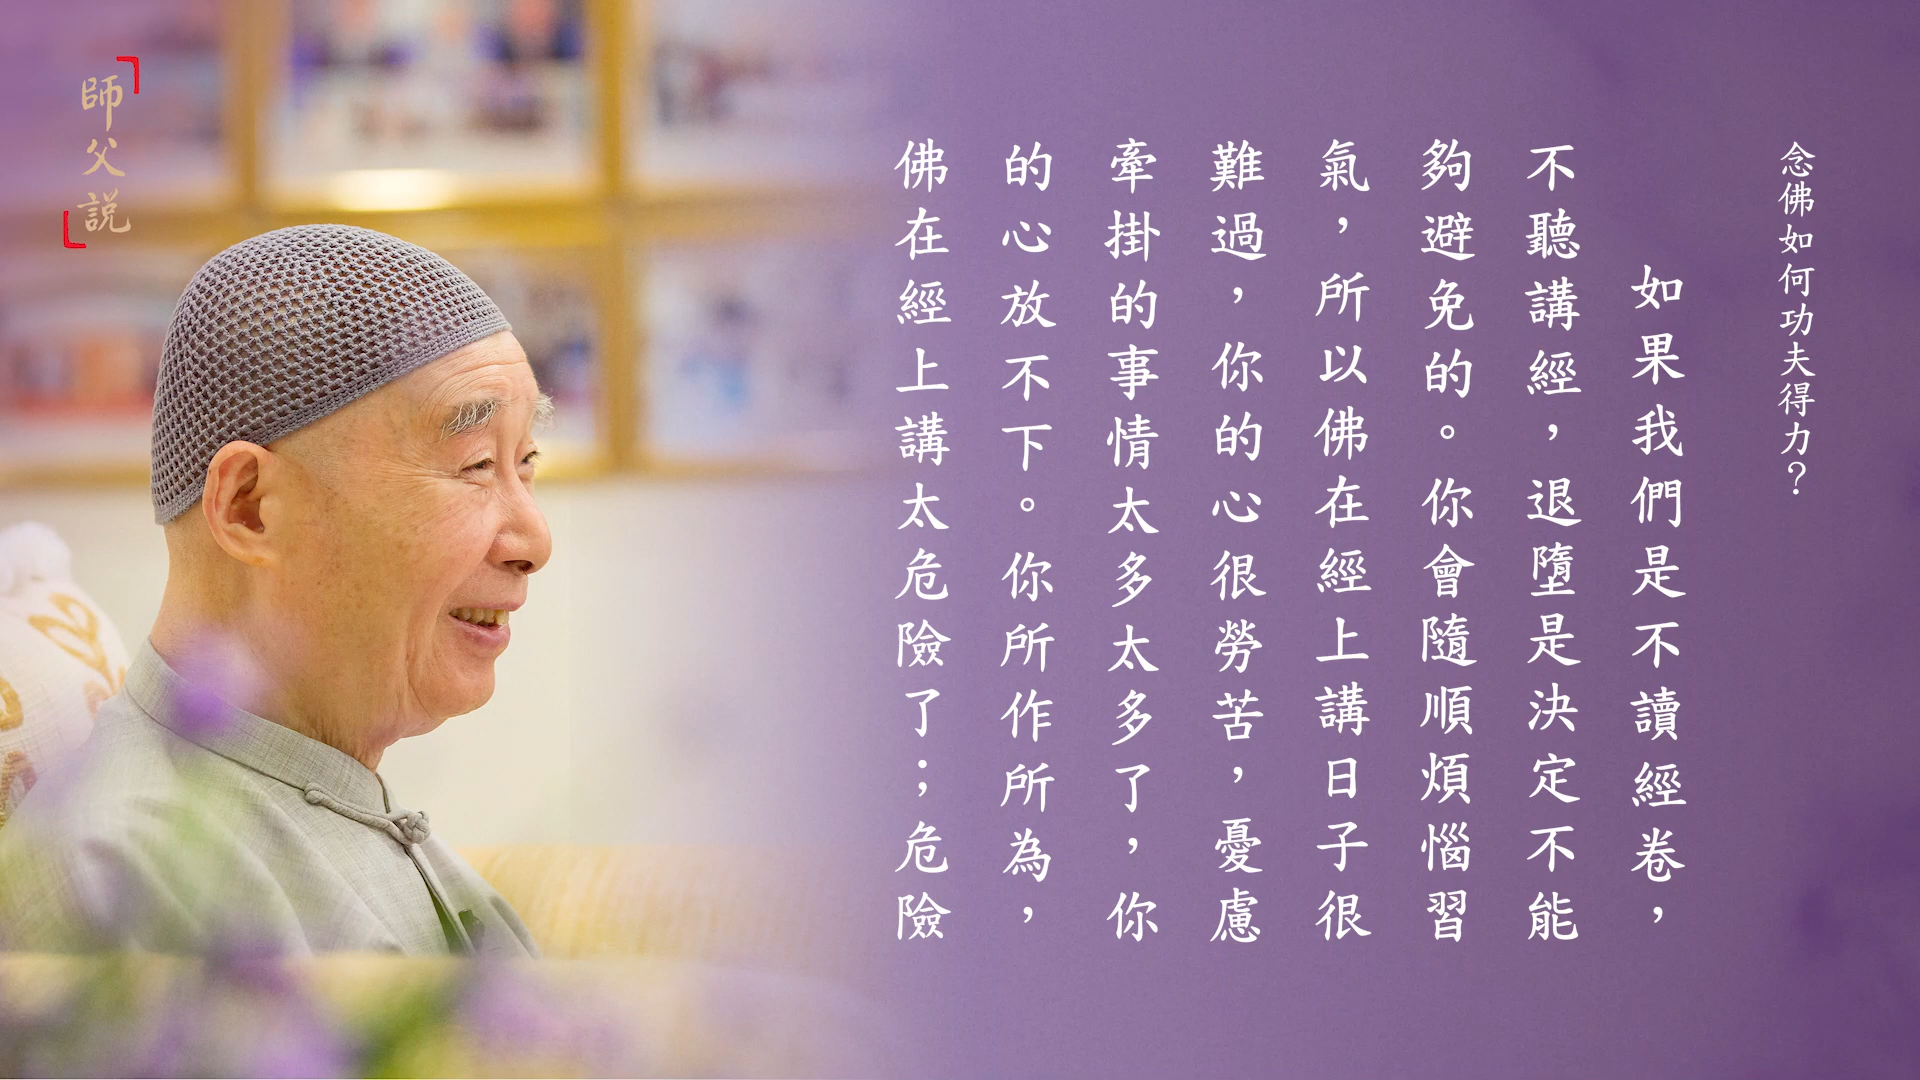 念佛如何功夫得力？
如果我們是不讀經卷，
不聽講經，退墮是決定不能
夠避免的。你會隨順煩惱習
氣，所以佛在經上講日子很
難過，你的心很勞苦，憂慮
牽掛的事情太多太多了，你
的心放不下。你所作所為，
佛在經上講太危險了；危險
師父説